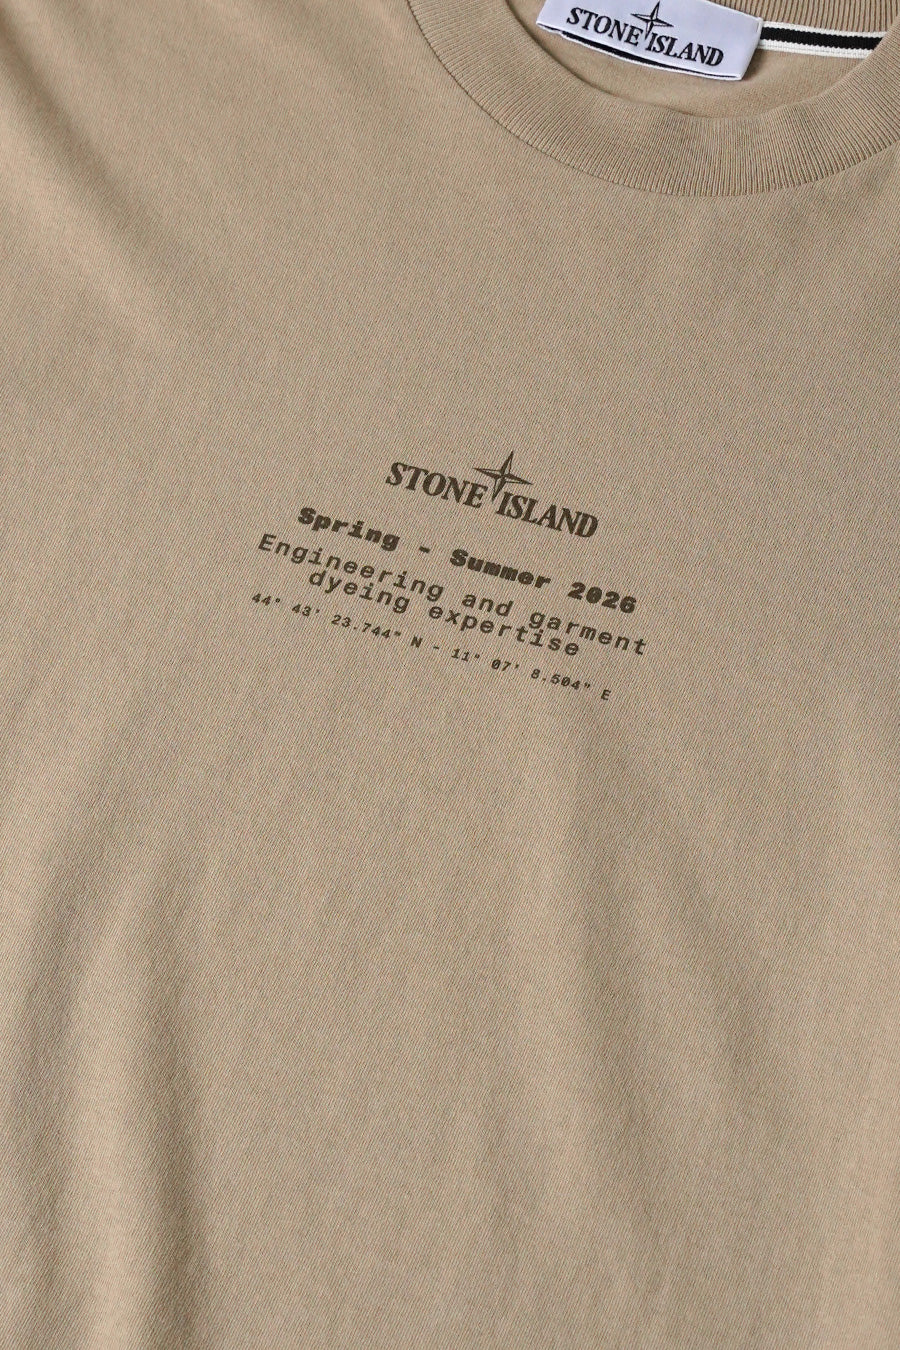 STONE ISLAND
STONE ISLAND
Spring - Summer 2026
Engineering and garment
dyeing expertise
44° 43' 23.744" N - 11° 07' 8.504" E